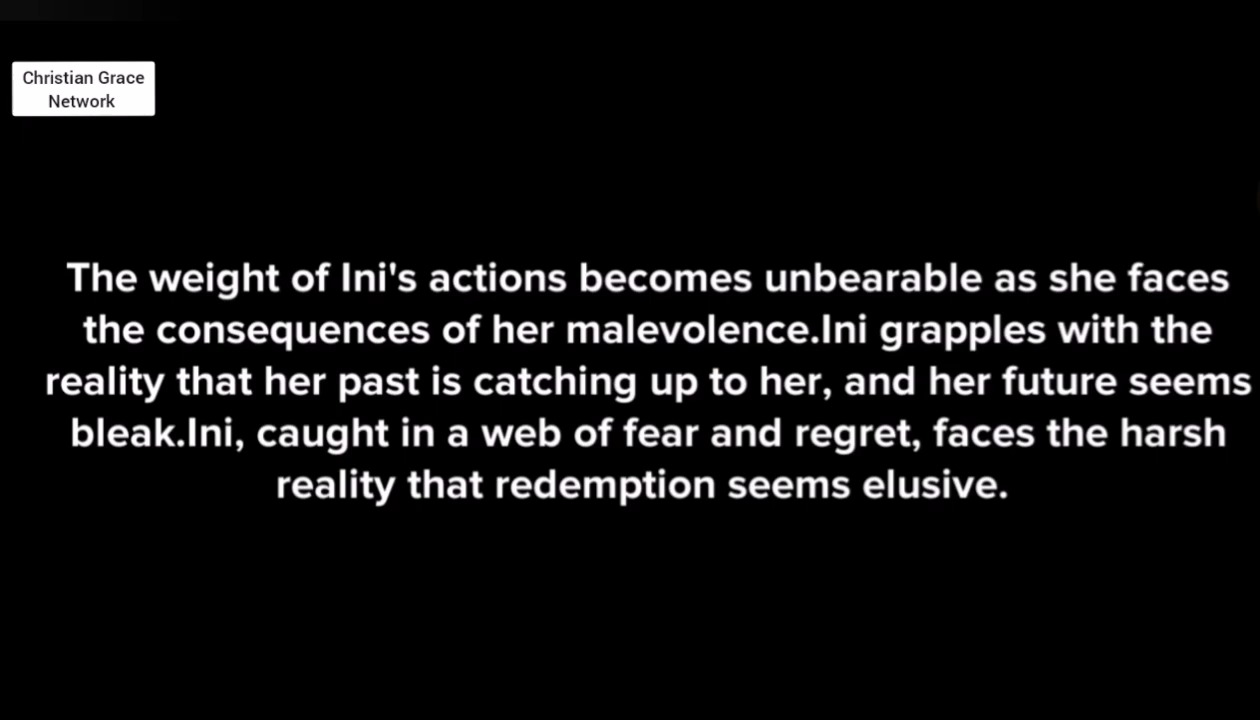 Christian Grace
Network
The weight of Ini's actions becomes unbearable as she faces
the consequences of her malevolence.Ini grapples with the
reality that her past is catching up to her, and her future seems
bleak.Ini, caught in a web of fear and regret, faces the harsh
reality that redemption seems elusive.